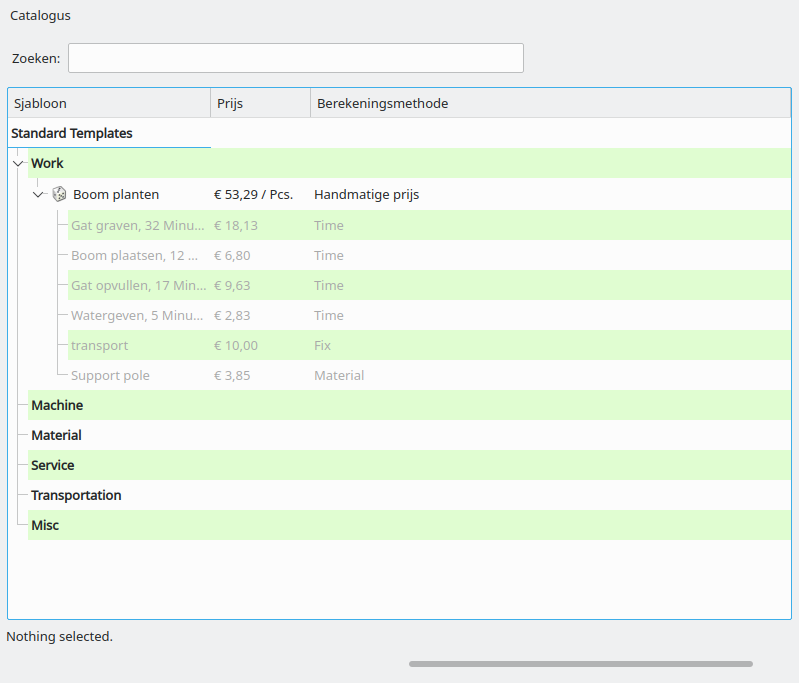 Catalogus
Zoeken:
Sjabloon Prijs Berekeningsmethode
Standard Templates
Work
Boom planten € 53,29 / Pcs. Handmatige prijs
Gat graven, 32 Minu... € 18,13 Time
Boom plaatsen, 12 ... € 6,80 Time
Gat opvullen, 17 Min... € 9,63 Time
Watergeven, 5 Minu... € 2,83 Time
transport € 10,00 Fix
Support pole € 3,85 Material
Machine
Material
Service
Transportation
Misc
Nothing selected.